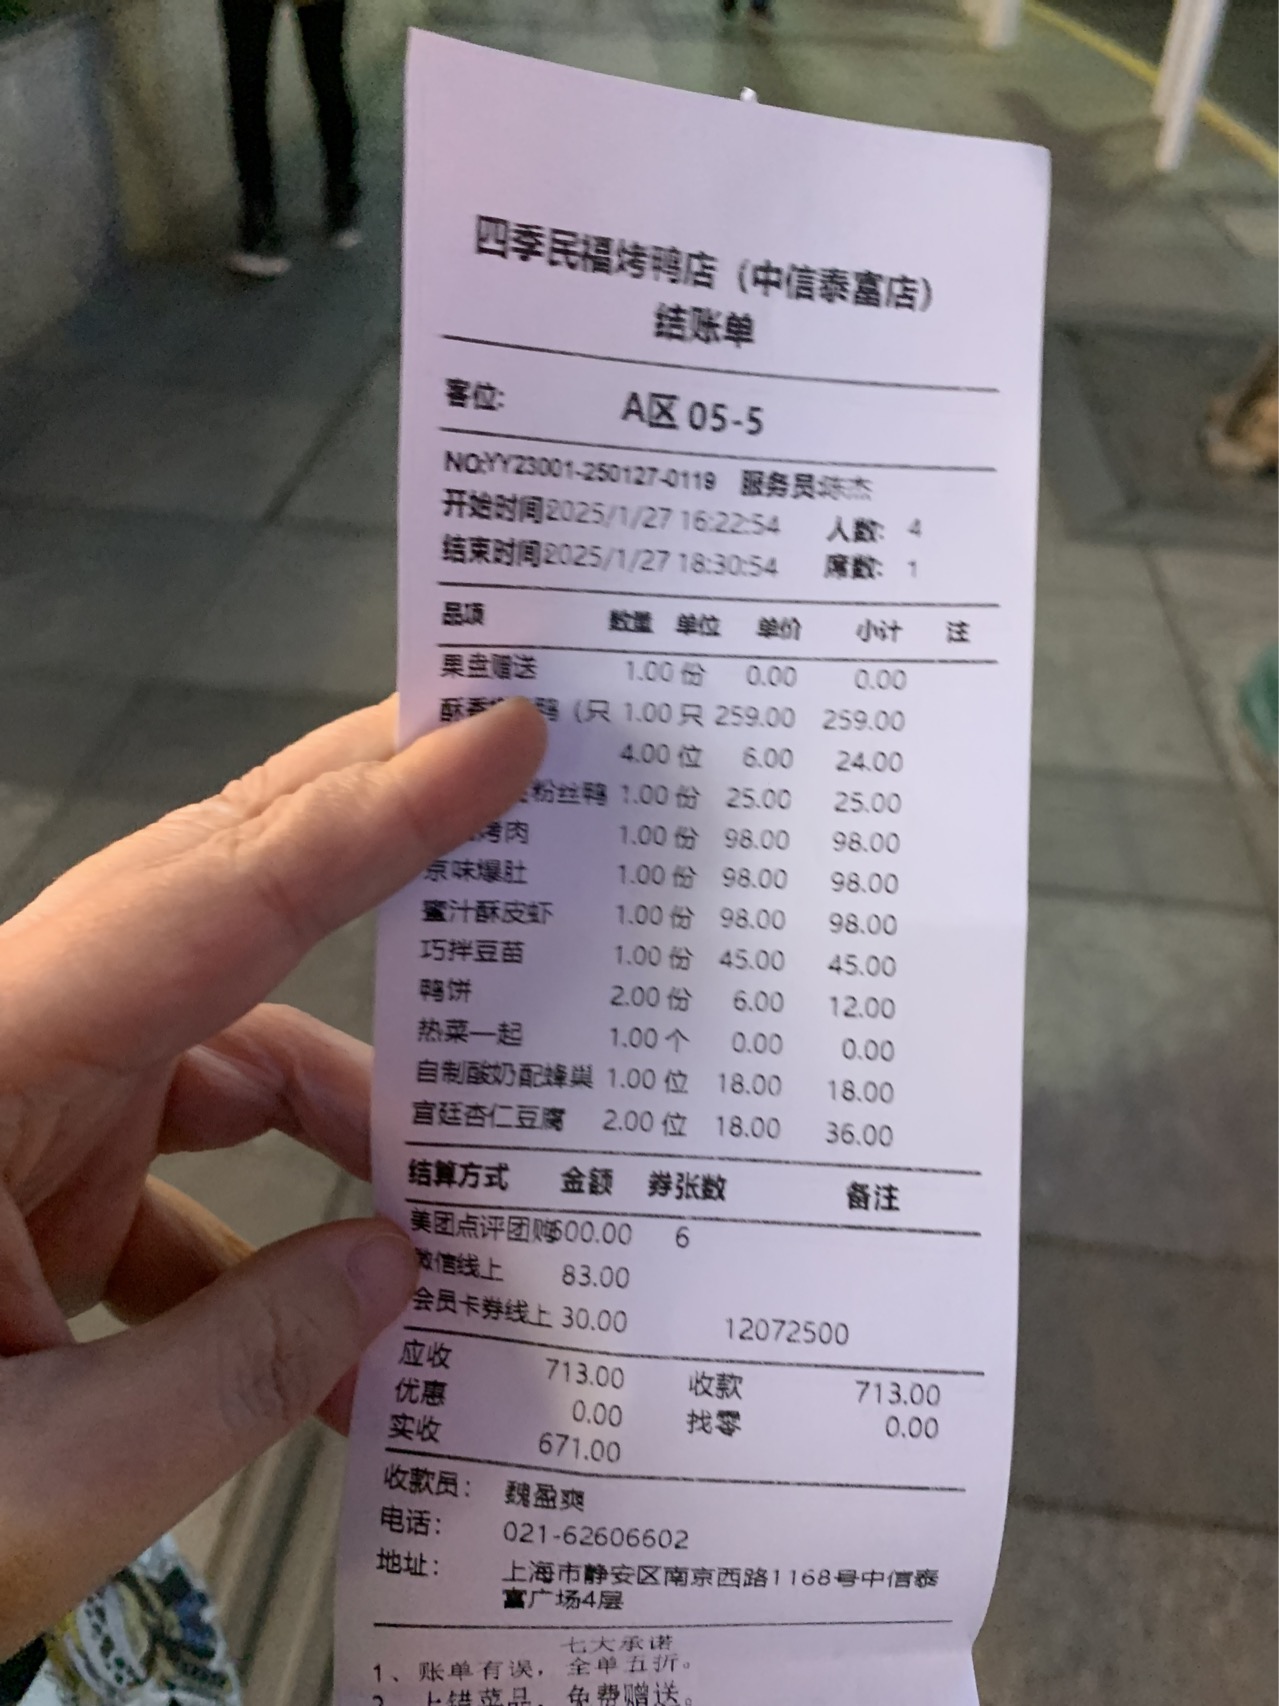 四季民福烤鸭店（中信泰富店）
结账单
客位: A区 05-5
NO:YY23001-250127-0119 服务员:陈杰
开始时间2025/1/27 16:22:54 人数: 4
结束时间2025/1/27 18:30:54 席数: 1
品项 数量 单位 单价 小计 注
果盘赠送 1.00 份 0.00 0.00
酥香 鸭（只 1.00 只 259.00 259.00
4.00 位 6.00 24.00
粉丝鸭 1.00 份 25.00 25.00
烤肉 1.00 份 98.00 98.00
京味爆肚 1.00 份 98.00 98.00
蜜汁酥皮虾 1.00 份 98.00 98.00
巧拌豆苗 1.00 份 45.00 45.00
鸭饼 2.00 份 6.00 12.00
热菜一起 1.00 个 0.00 0.00
自制酸奶配蜂巢 1.00 位 18.00 18.00
宫廷杏仁豆腐 2.00 位 18.00 36.00
结算方式 金额 券张数 备注
美团点评团购600.00 6
微信线上 83.00
会员卡券线上 30.00 12072500
应收 713.00 收款 713.00
优惠 0.00 找零 0.00
实收 671.00
收款员: 魏盈爽
电话: 021-62606602
地址: 上海市静安区南京西路1168号中信泰
富广场4层
七大承诺
1、账单有误，全单五折。
2、上错菜品，免费赠送。